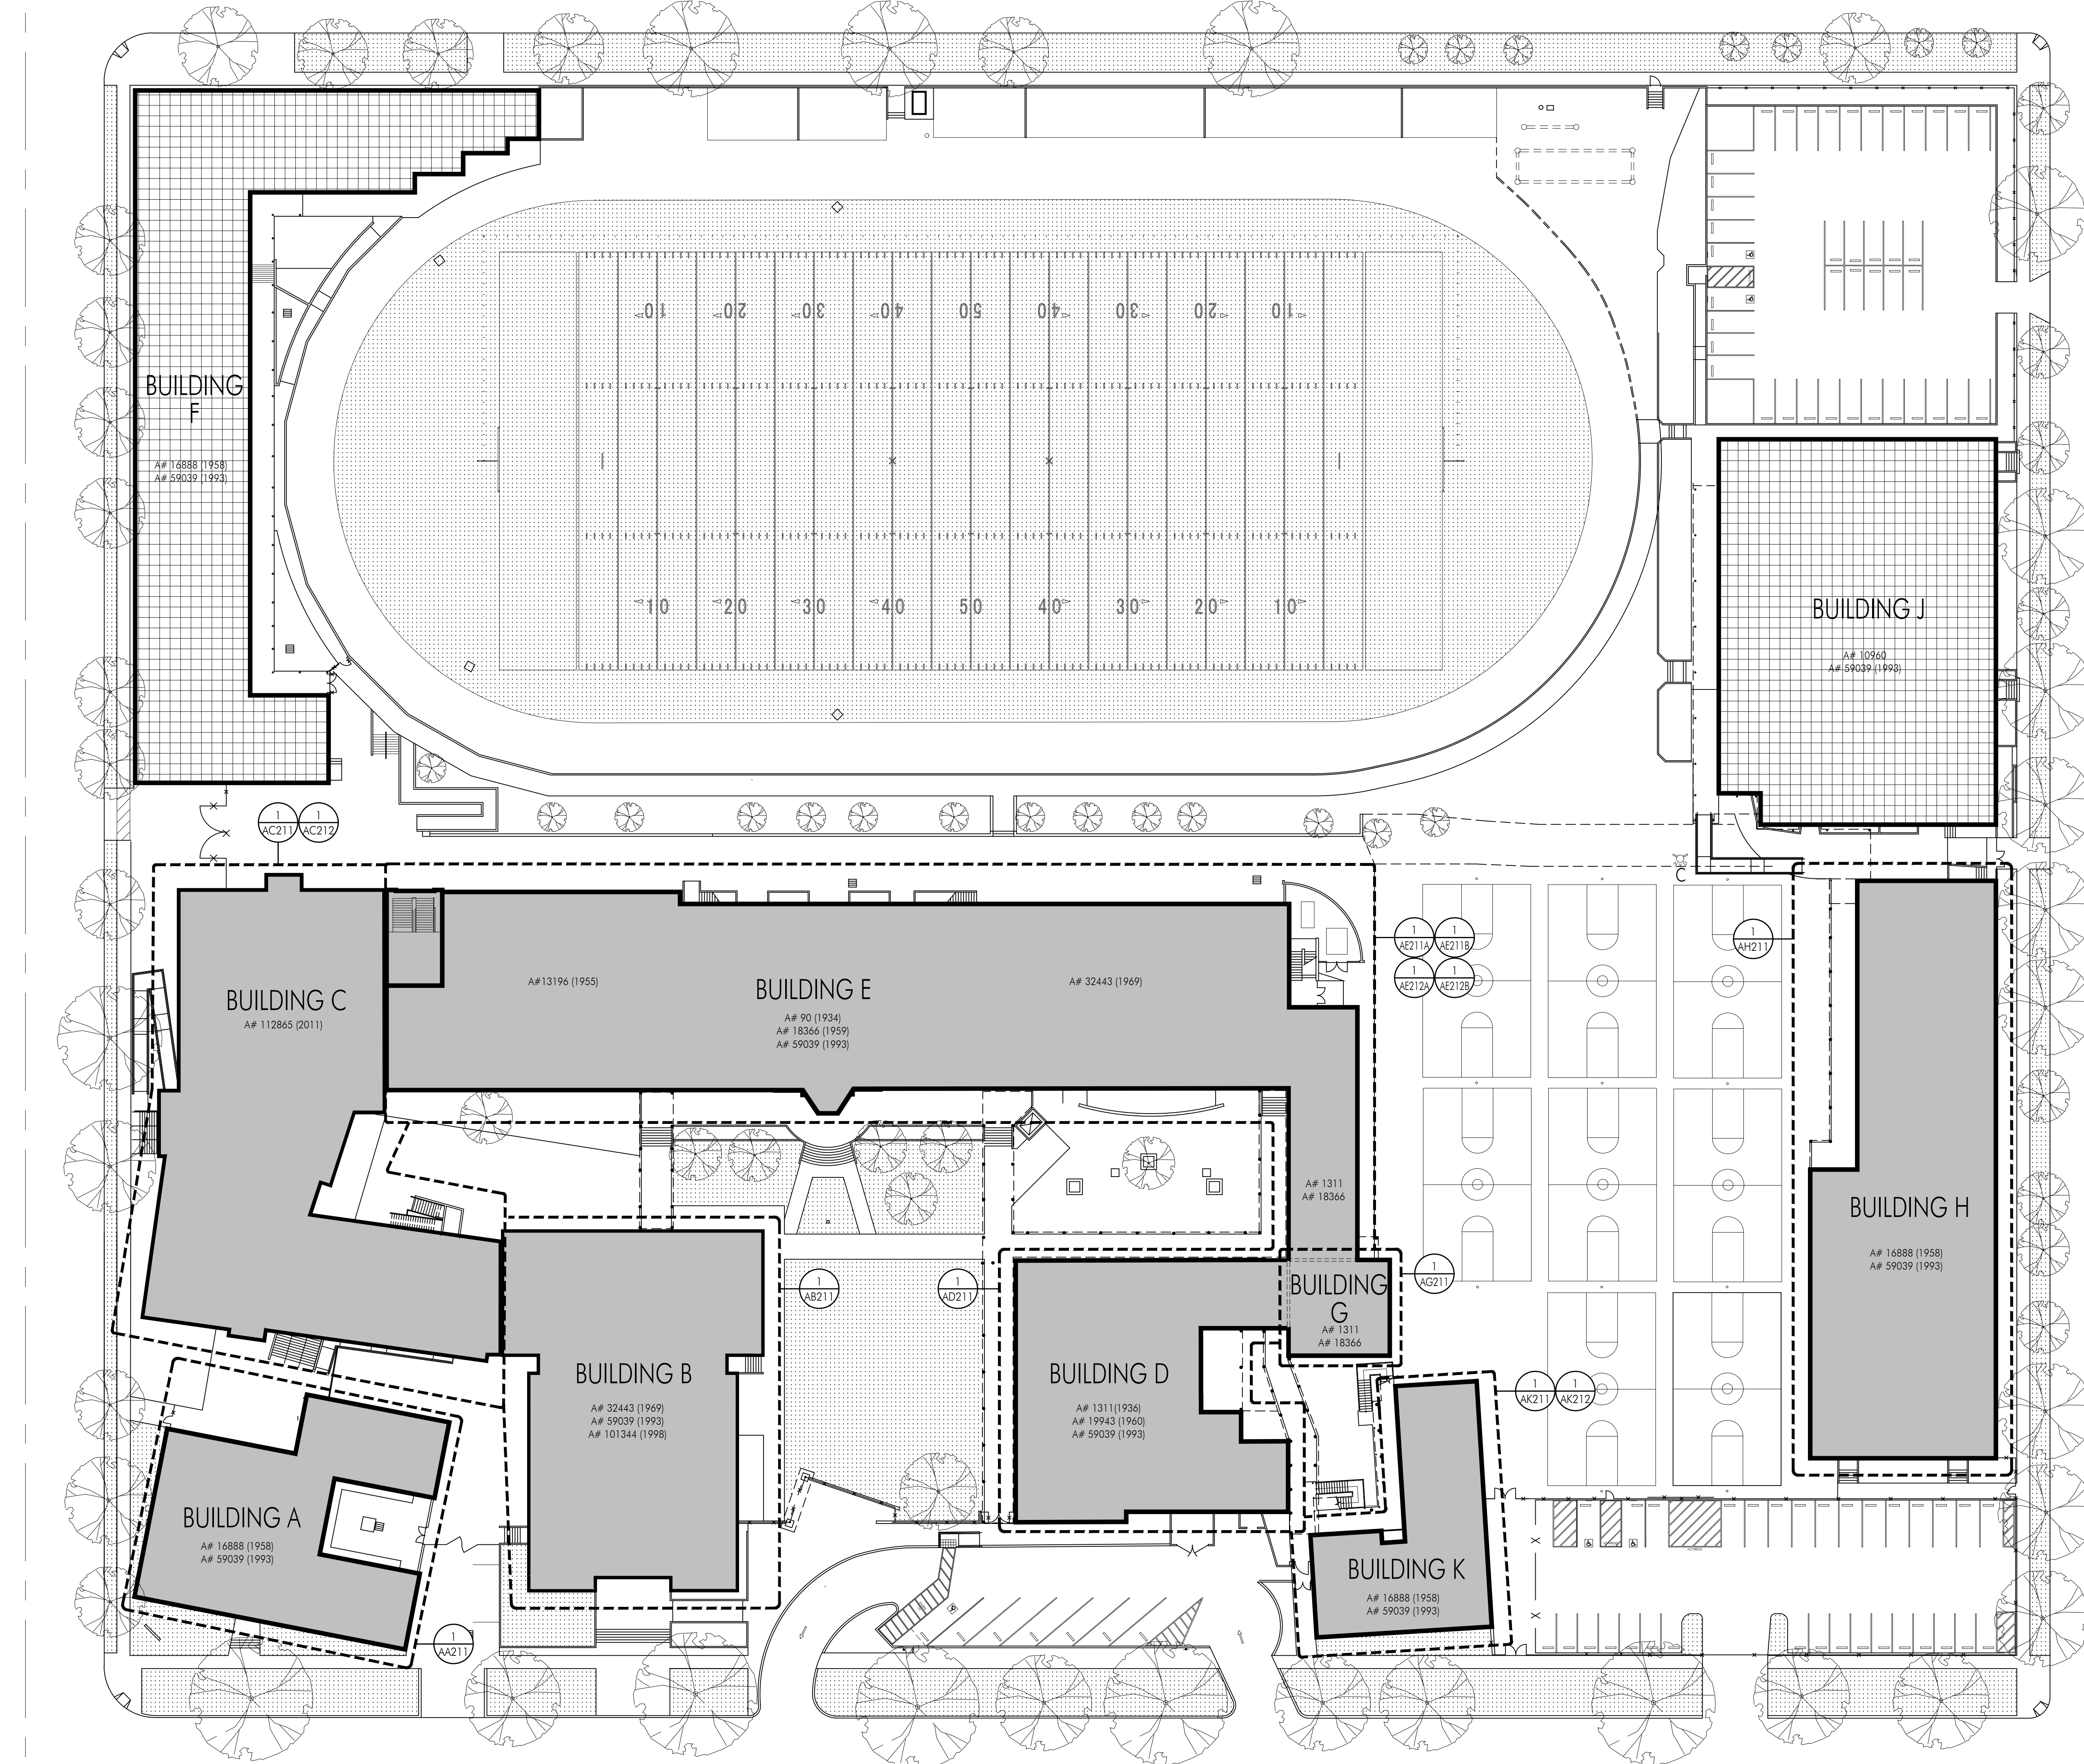 10 20 30 40 50 40 30 20 10
BUILDING
F
A# 16888 (1958)
A# 59039 (1993)
10 20 30 40 50 40 30 20 10
BUILDING J
A# 10960
A# 59039 (1993)
1
AC211
1
AC212
C
1
AE211A
1
AE211B
1
AE212A
1
AE212B
1
AH211
BUILDING C
A# 112865 (2011)
A#13196 (1955)
BUILDING E
A# 90 (1934)
A# 18366 (1959)
A# 59039 (1993)
A# 32443 (1969)
A# 1311
A# 18366
BUILDING H
A# 16888 (1958)
A# 59039 (1993)
1
AB211
1
AD211
BUILDING
G
A# 1311
A# 18366
1
AG211
BUILDING B
A# 32443 (1969)
A# 59039 (1993)
A# 101344 (1998)
BUILDING D
A# 1311(1936)
A# 19943 (1960)
A# 59039 (1993)
1
AK211
1
AK212
BUILDING A
A# 16888 (1958)
A# 59039 (1993)
BUILDING K
A# 16888 (1958)
A# 59039 (1993)
1
AA211